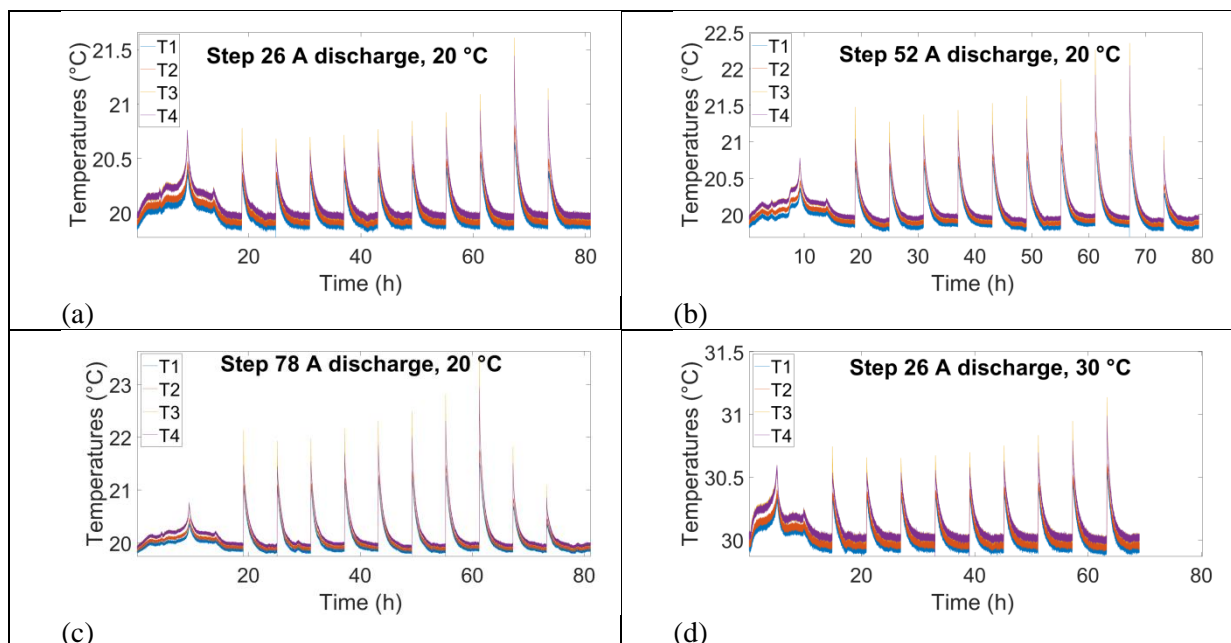 Step 26 A discharge, 20 °C
T1
T2
T3
T4
Temperatures (°C)
21.5
21
20.5
20
0
20
40
60
80
Time (h)
(a)
Step 52 A discharge, 20 °C
T1
T2
T3
T4
Temperatures (°C)
22.5
22
21.5
21
20.5
20
10
20
30
40
50
60
70
80
Time (h)
(b)
Step 78 A discharge, 20 °C
T1
T2
T3
T4
Temperatures (°C)
23
22
21
20
20
40
60
80
Time (h)
(c)
Step 26 A discharge, 30 °C
T1
T2
T3
T4
Temperatures (°C)
31.5
31
30.5
30
20
40
60
80
Time (h)
(d)